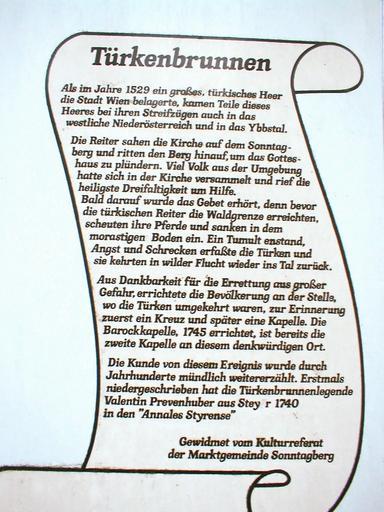 Türkenbrunnen
Als im Jahre 1529 ein großes, türkisches Heer
die Stadt Wien belagerte, kamen Teile dieses
Heeres bei ihren Streifzügen auch in das
westliche Niederösterreich und in das Ybbstal.
Die Reiter sahen die Kirche auf dem Sonntag-
berg und ritten den Berg hinauf, um das Gottes-
haus zu plündern. Viel Volk aus der Umgebung
hatte sich in der Kirche versammelt und rief die
heiligste Dreifaltigkeit um Hilfe.
Bald darauf wurde das Gebet erhört, denn bevor
die türkischen Reiter die Waldgrenze erreichten,
scheuten ihre Pferde und sanken in dem
morastigen Boden ein. Ein Tumult enstand,
Angst und Schrecken erfaßte die Türken und
sie kehrten in wilder Flucht wieder ins Tal zurück.
Aus Dankbarkeit für die Errettung aus großer
Gefahr, errichtete die Bevölkerung an der Stelle,
wo die Türken umgekehrt waren, zur Erinnerung
zuerst ein Kreuz und später eine Kapelle. Die
Barockkapelle, 1745 errichtet, ist bereits die
zweite Kapelle an diesem denkwürdigen Ort.
Die Kunde von diesem Ereignis wurde durch
Jahrhunderte mündlich weitererzählt. Erstmals
niedergeschrieben hat die Türkenbrunnenlegende
Valentin Prevenhuber aus Stey r 1740
in den "Annales Styrense"
Gewidmet vom Kulturreferat
der Marktgemeinde Sonntagberg